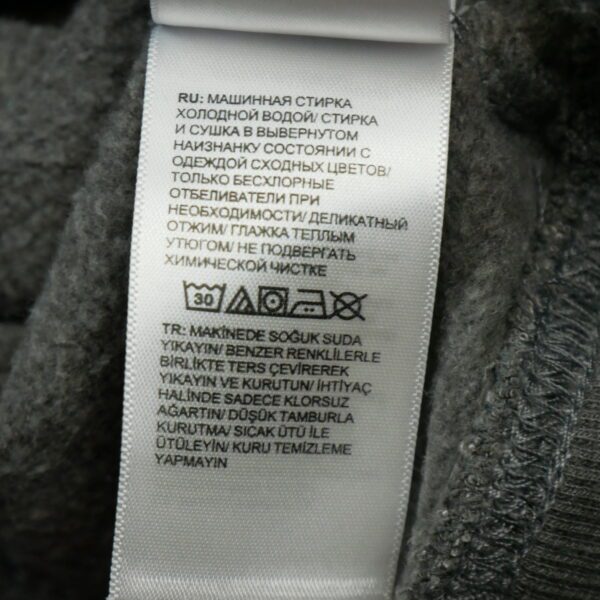 RU: МАШИННАЯ СТИРКА
ХОЛОДНОЙ ВОДОЙ/ СТИРКА
И СУШКА В ВЫВЕРНУТОМ
НАИЗНАНКУ СОСТОЯНИИ С
ОДЕЖДОЙ СХОДНЫХ ЦВЕТОВ/
ТОЛЬКО БЕСХЛОРНЫЕ
ОТБЕЛИВАТЕЛИ ПРИ
НЕОБХОДИМОСТИ/ ДЕЛИКАТНЫЙ
ОТЖИМ/ ГЛАЖКА ТЕПЛЫМ
УТЮГОМ/ НЕ ПОДВЕРГАТЬ
ХИМИЧЕСКОЙ ЧИСТКЕ
30
TR: MAKİNEDE SOĞUK SUDA
YIKAYIN/ BENZER RENKLİLERLE
BİRLİKTE TERS ÇEVİREREK
YIKAYIN VE KURUTUN/ İHTİYAÇ
HALİNDE SADECE KLORSUZ
AĞARTIN/ DÜŞÜK TAMBURLA
KURUTMA/ SICAK ÜTÜ İLE
ÜTÜLEYİN/ KURU TEMİZLEME
YAPMAYIN